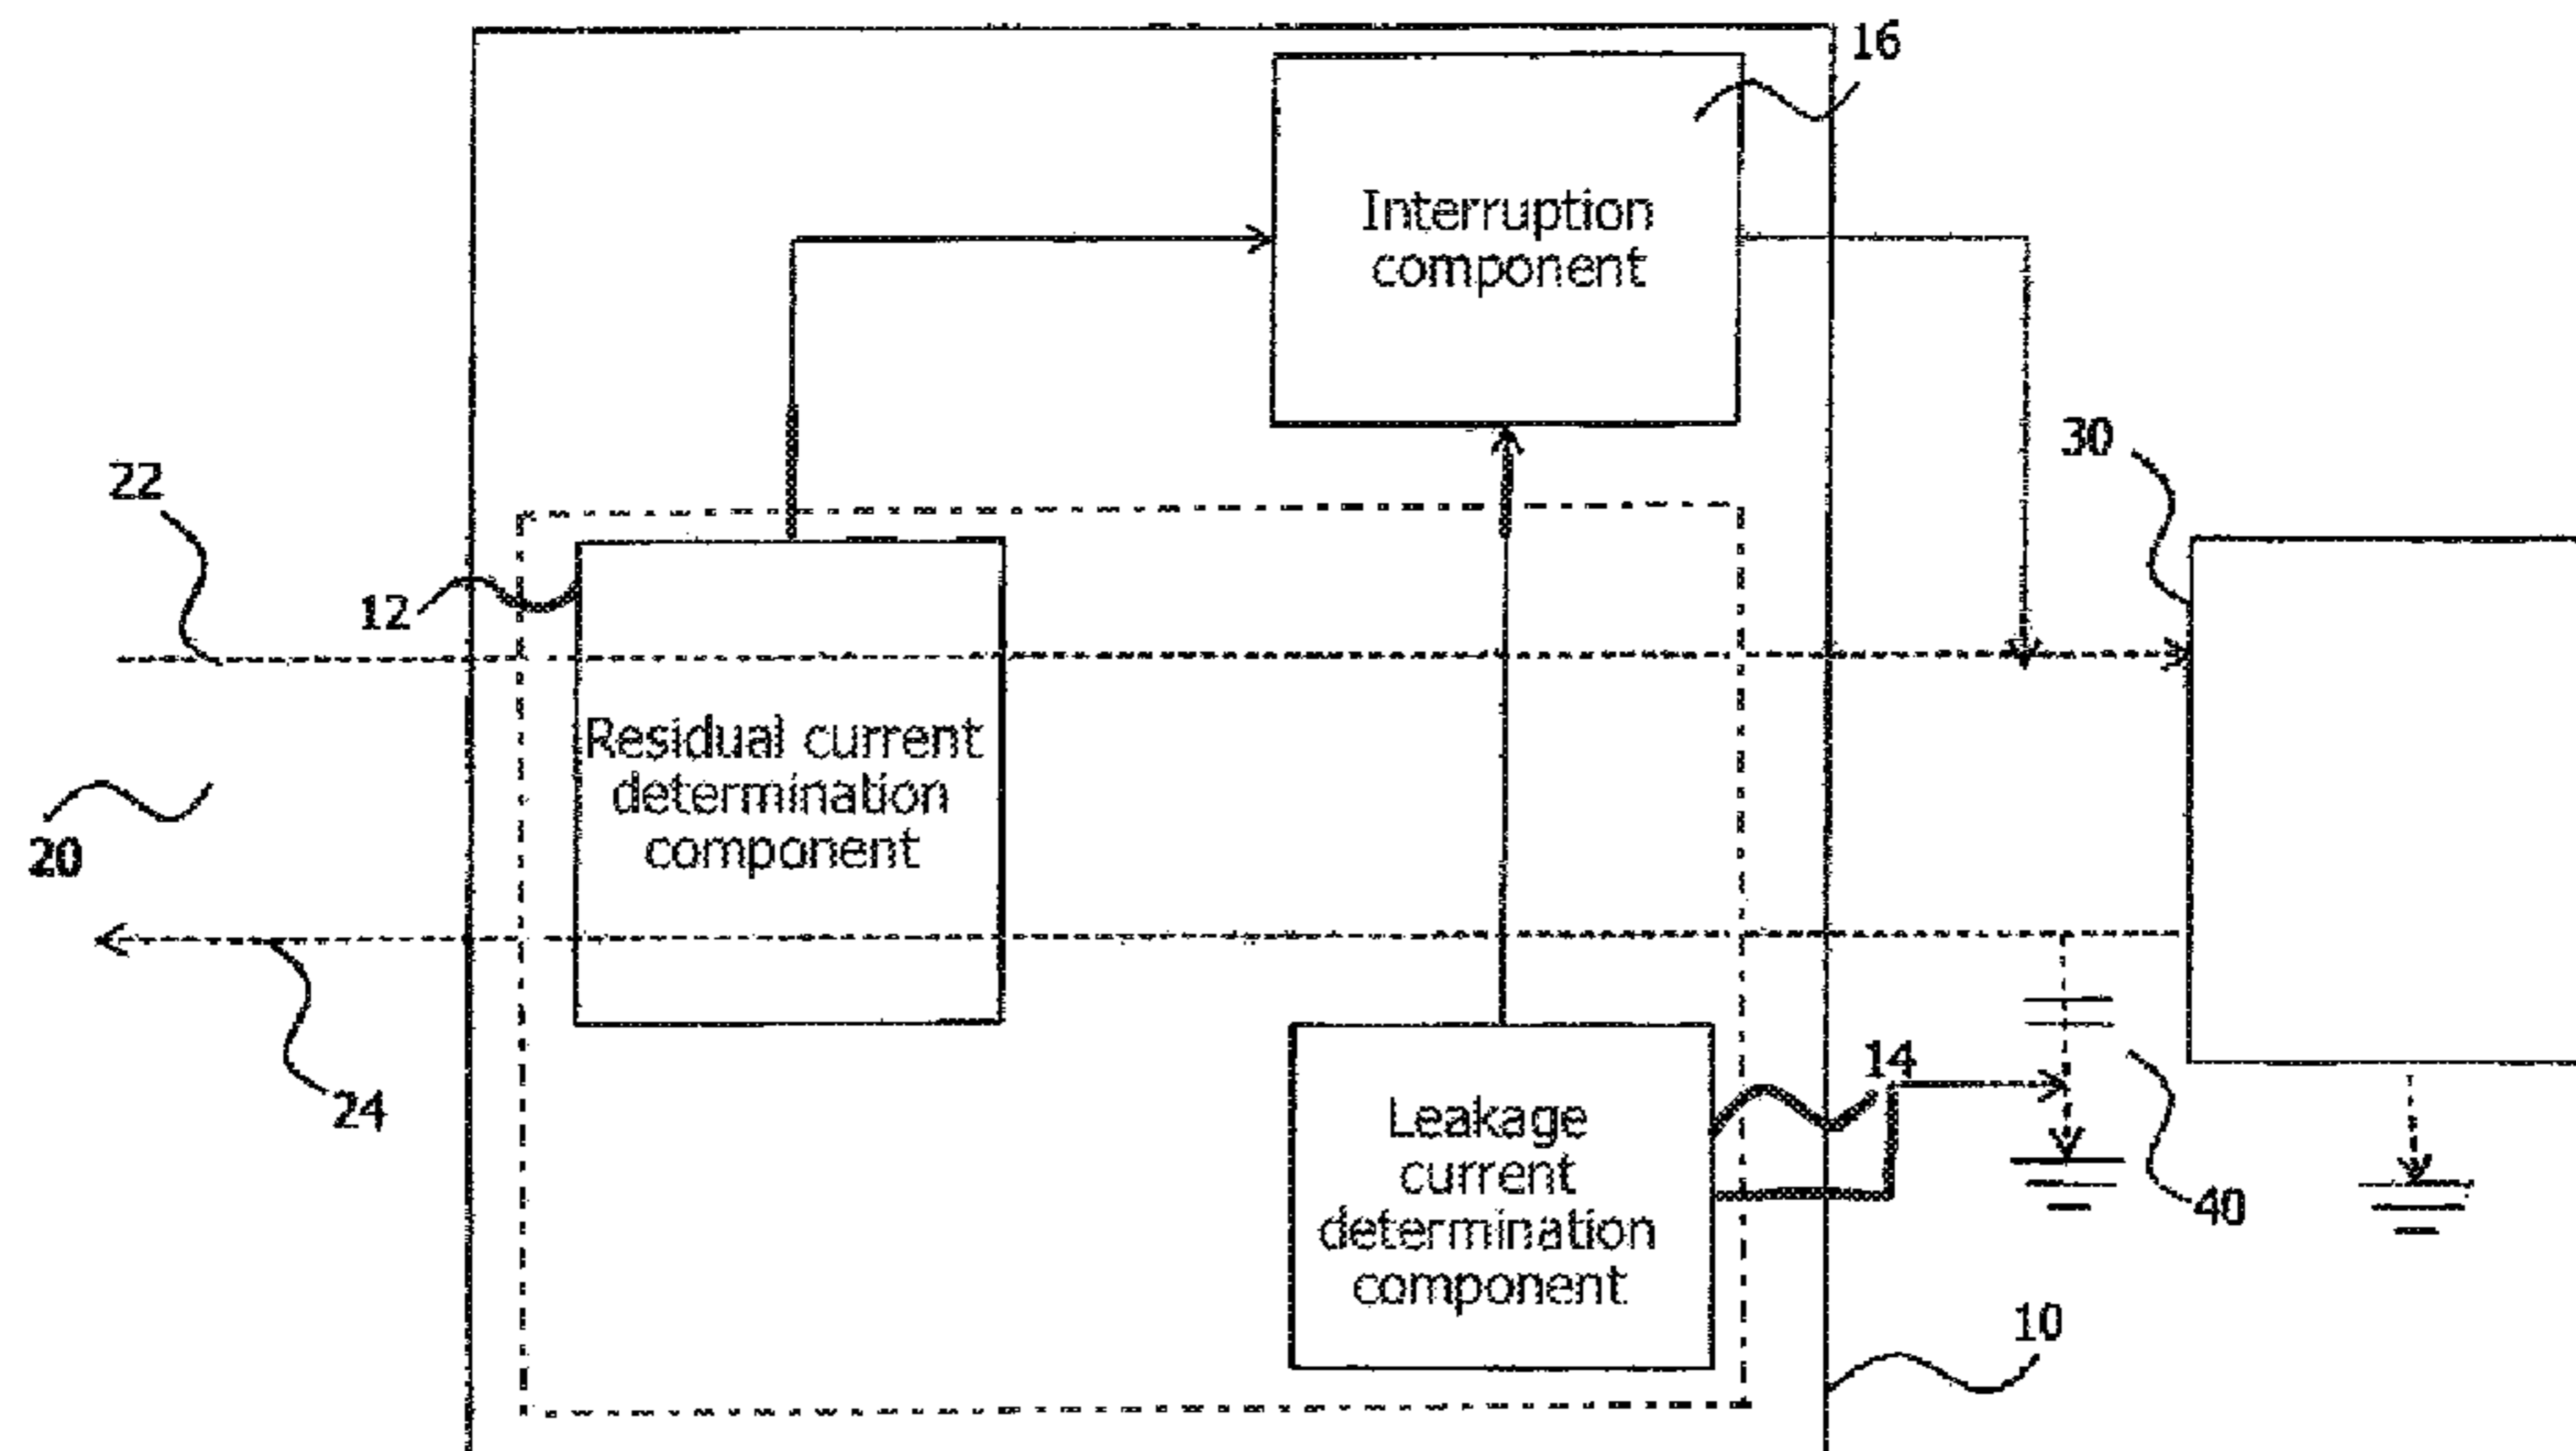 16
Interruption
component
30
22
12
Residual current
determination
component
20
24
14
Leakage
current
determination
component
40
10